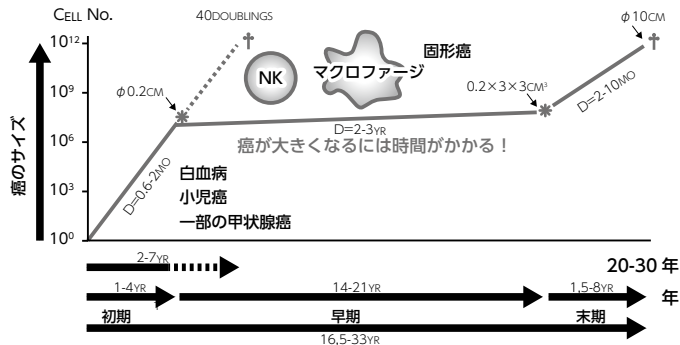 CELL No.
40DOUBLINGS
φ10CM
10¹²
†
†
NK
マクロファージ
固形癌
φ0.2CM
0.2×3×3CM³
10⁹
D=2-10MO
D=2-3YR
癌が大きくなるには時間がかかる！
10⁶
癌のサイズ
D=0.6-2MO
白血病
小児癌
一部の甲状腺癌
10³
10⁰
2-7YR
20-30 年
1-4YR
14-21YR
1,5-8YR
年
初期
早期
末期
16,5-33YR